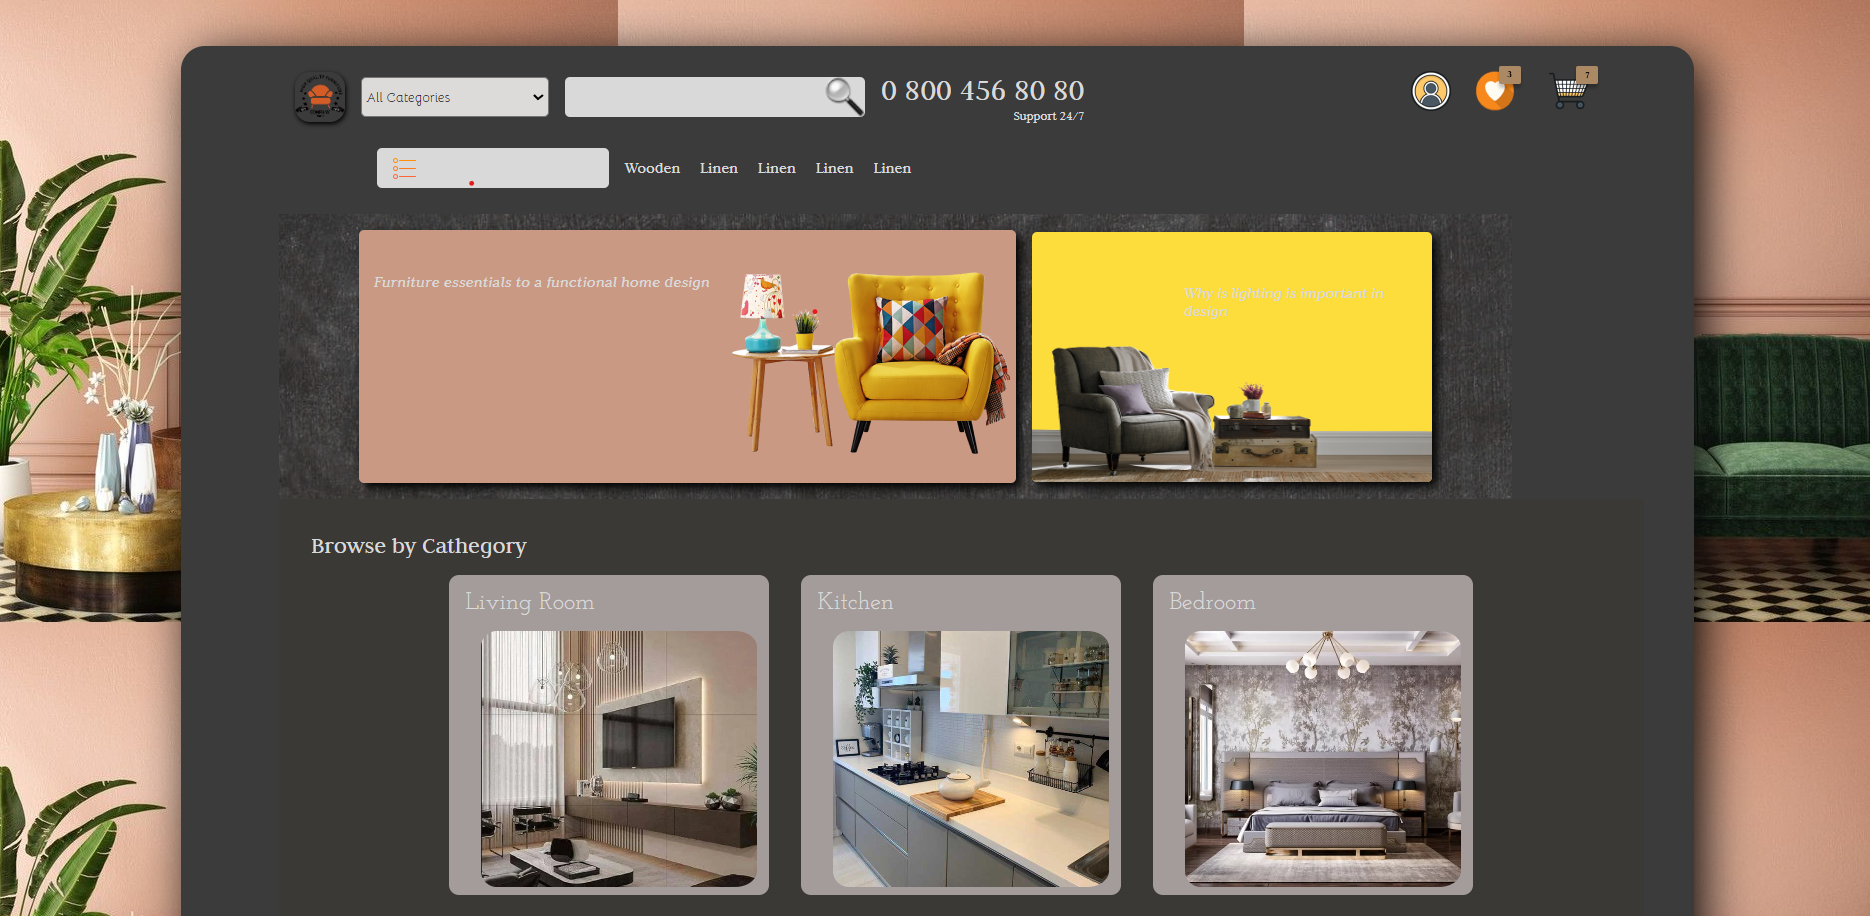 All Categories
0 800 456 80 80
Support 24/7
3
7
Wooden Linen Linen Linen Linen
Furniture essentials to a functional home design
Why is lighting is important in
design
Browse by Cathegory
Living Room
Kitchen
Bedroom